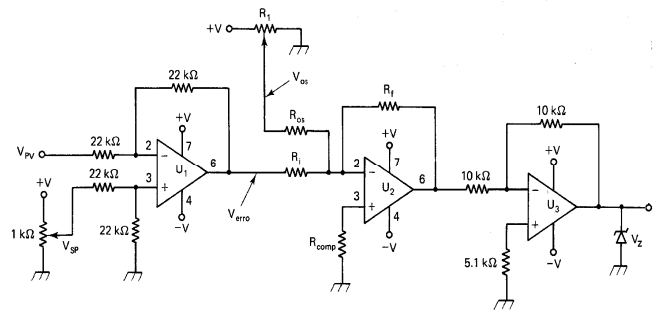 R1
+V
22 kΩ
Vos
Rf
10 kΩ
+V
7
Ros
+V
7
+V
VPV
22 kΩ
2
−
U1
6
Ri
2
−
U2
6
10 kΩ
−
U3
22 kΩ
3
+
4
−V
Verro
3
+
4
−V
+
−V
+V
1 kΩ
VSP
22 kΩ
Rcomp
5.1 kΩ
VZ